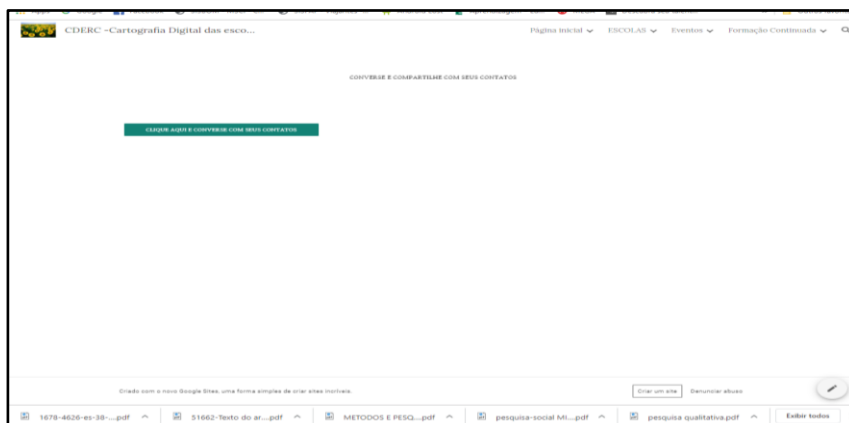 CDERC -Cartografia Digital das esco...
Página inicial
ESCOLAS
Eventos
Formação Continuada
CONVERSE E COMPARTILHE COM SEUS CONTATOS
CLIQUE AQUI E CONVERSE COM SEUS CONTATOS
Criado com o novo Google Sites, uma forma simples de criar sites incríveis.
Criar um site
Denunciar abuso
1678-4626-es-38-....pdf
51662-Texto do ar....pdf
METODOS E PESQ....pdf
pesquisa-social MI....pdf
pesquisa qualitativa.pdf
Exibir todos